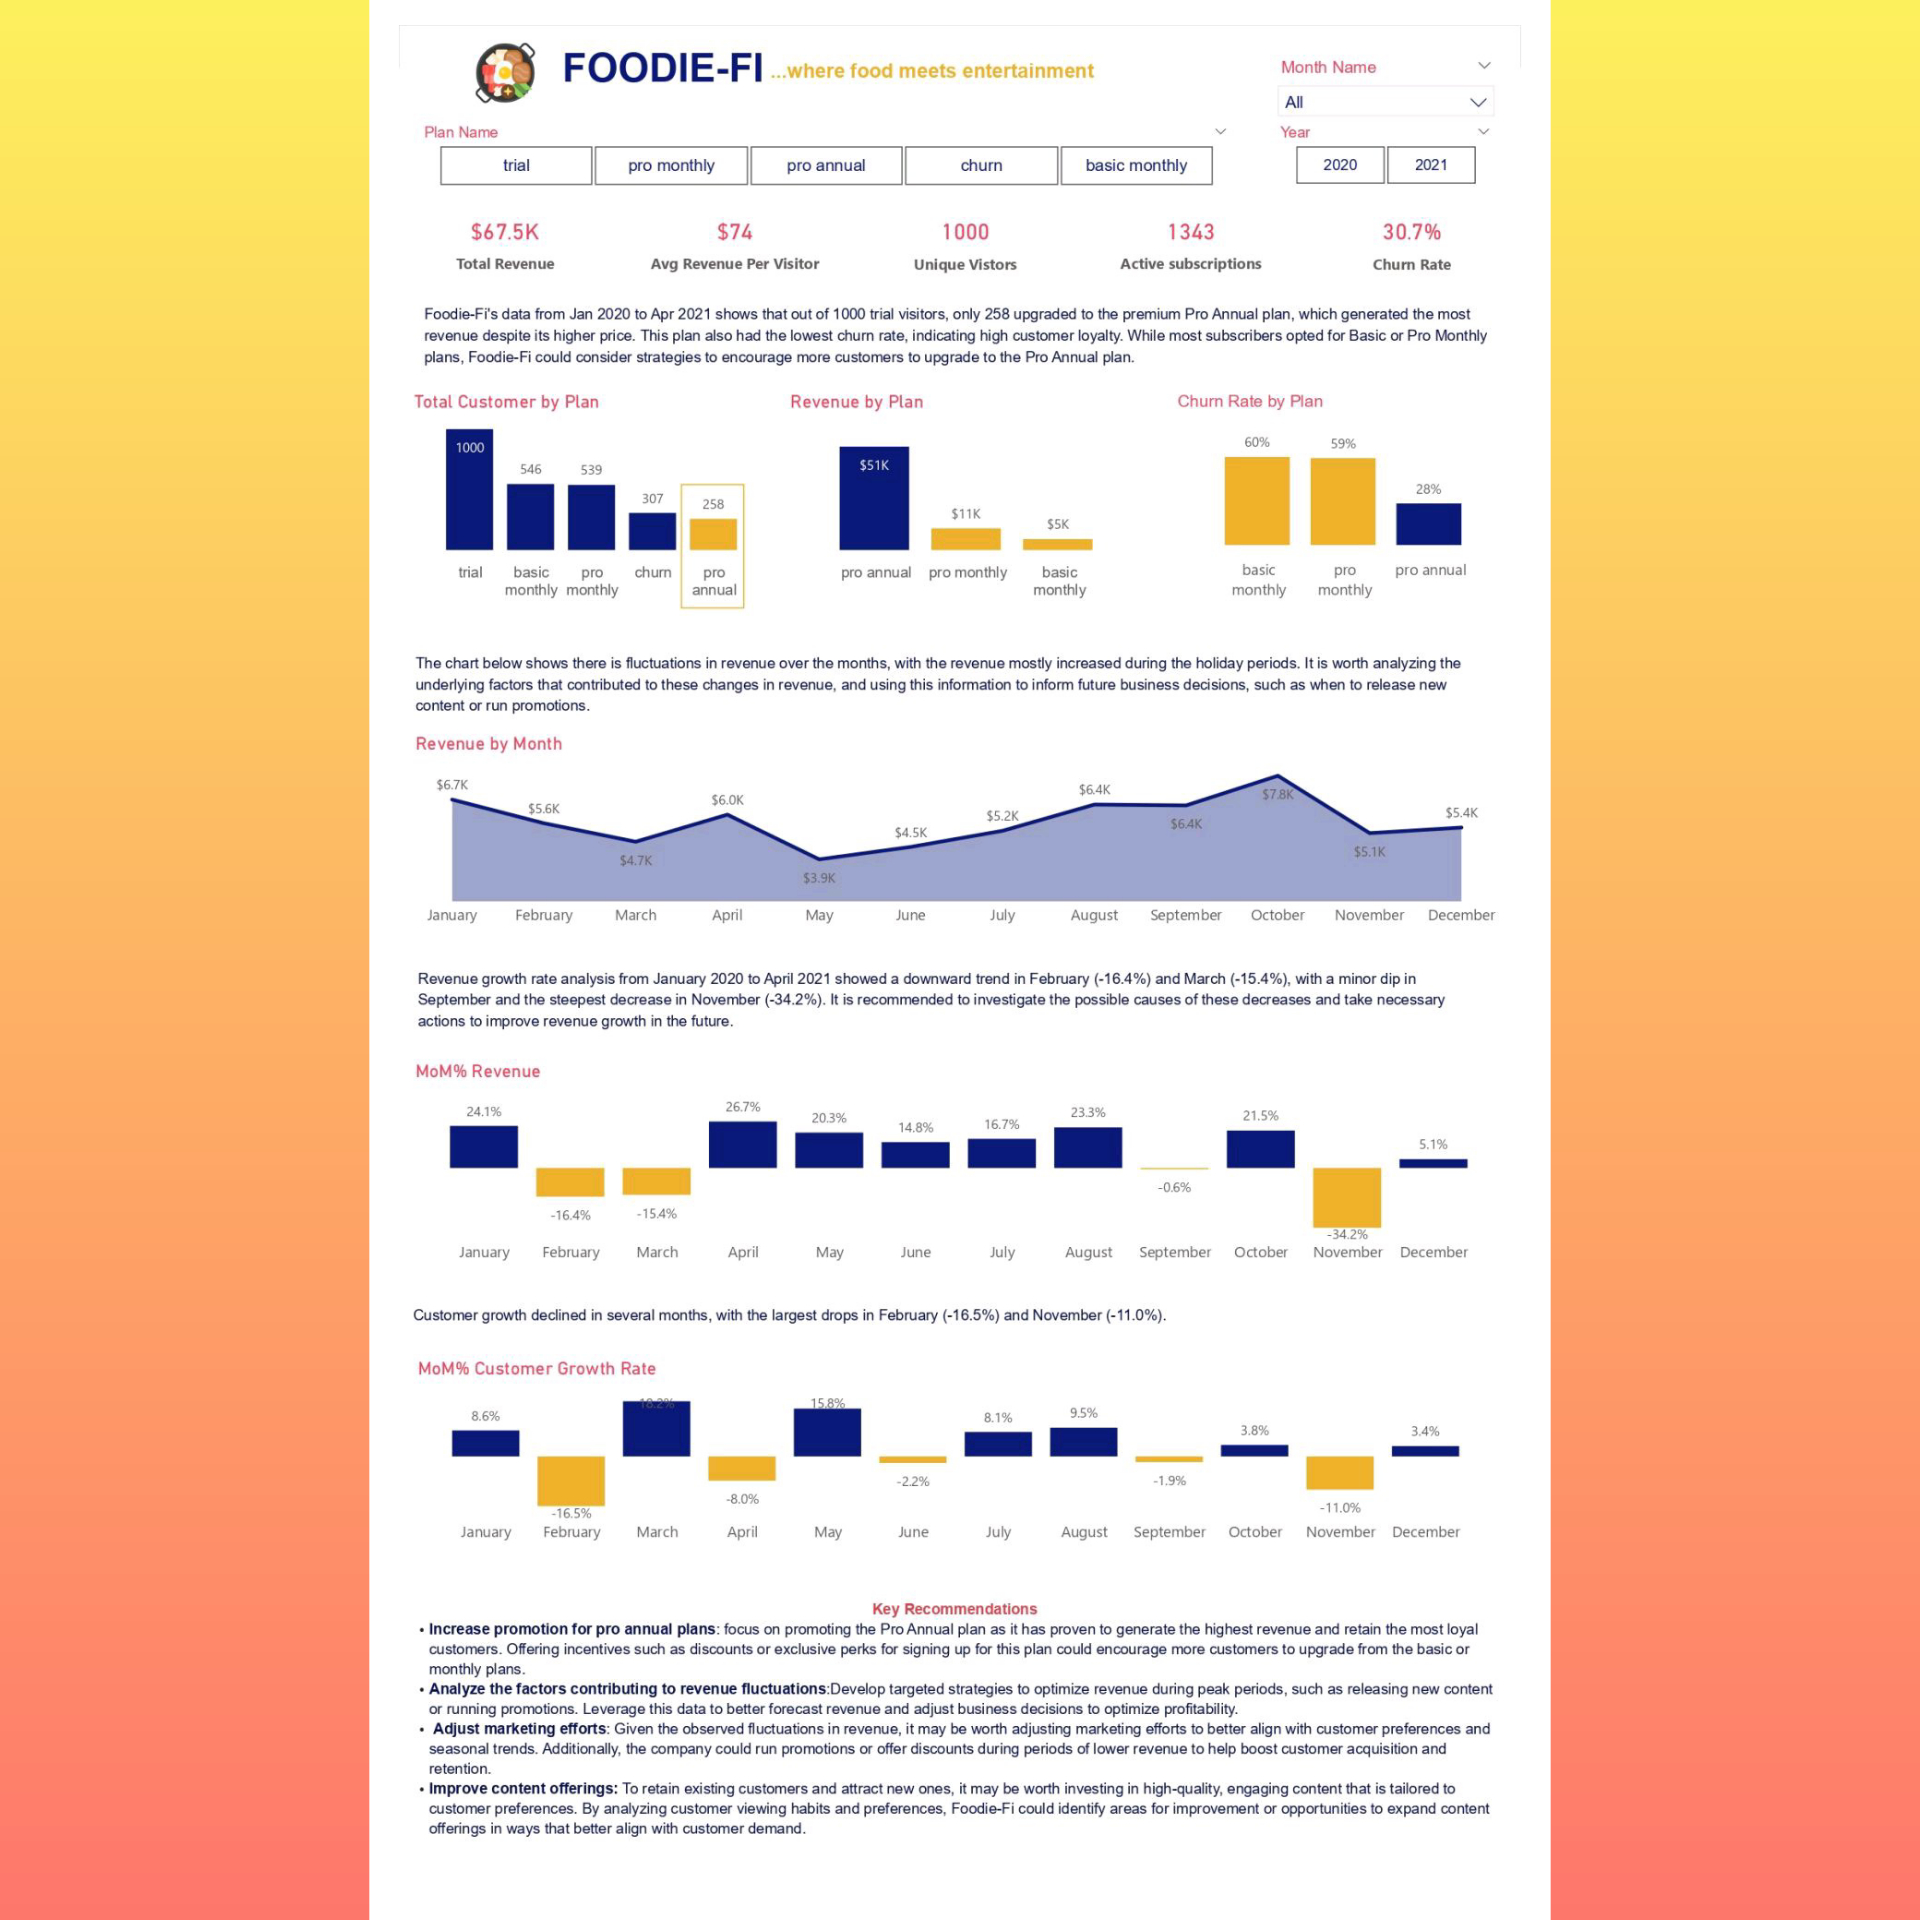 FOODIE-FI ...where food meets entertainment
Month Name
All
Plan Name
Year
trial pro monthly pro annual churn basic monthly
2020 2021
$67.5K $74 1000 1343 30.7%
Total Revenue Avg Revenue Per Visitor Unique Vistors Active subscriptions Churn Rate
Foodie-Fi's data from Jan 2020 to Apr 2021 shows that out of 1000 trial visitors, only 258 upgraded to the premium Pro Annual plan, which generated the most
revenue despite its higher price. This plan also had the lowest churn rate, indicating high customer loyalty. While most subscribers opted for Basic or Pro Monthly
plans, Foodie-Fi could consider strategies to encourage more customers to upgrade to the Pro Annual plan.
Total Customer by Plan
1000
546
539
307
258
trial basic monthly pro monthly churn pro annual
Revenue by Plan
$51K
$11K
$5K
pro annual pro monthly basic monthly
Churn Rate by Plan
60%
59%
28%
basic monthly pro monthly pro annual
The chart below shows there is fluctuations in revenue over the months, with the revenue mostly increased during the holiday periods. It is worth analyzing the
underlying factors that contributed to these changes in revenue, and using this information to inform future business decisions, such as when to release new
content or run promotions.
Revenue by Month
$6.7K $5.6K $4.7K $6.0K $3.9K $4.5K $5.2K $6.4K $6.4K $7.8K $5.1K $5.4K
January February March April May June July August September October November December
Revenue growth rate analysis from January 2020 to April 2021 showed a downward trend in February (-16.4%) and March (-15.4%), with a minor dip in
September and the steepest decrease in November (-34.2%). It is recommended to investigate the possible causes of these decreases and take necessary
actions to improve revenue growth in the future.
MoM% Revenue
24.1% -16.4% -15.4% 26.7% 20.3% 14.8% 16.7% 23.3% -0.6% 21.5% -34.2% 5.1%
January February March April May June July August September October November December
Customer growth declined in several months, with the largest drops in February (-16.5%) and November (-11.0%).
MoM% Customer Growth Rate
8.6% -16.5% 18.2% -8.0% 15.8% -2.2% 8.1% 9.5% -1.9% 3.8% -11.0% 3.4%
January February March April May June July August September October November December
Key Recommendations
• Increase promotion for pro annual plans: focus on promoting the Pro Annual plan as it has proven to generate the highest revenue and retain the most loyal
customers. Offering incentives such as discounts or exclusive perks for signing up for this plan could encourage more customers to upgrade from the basic or
monthly plans.
• Analyze the factors contributing to revenue fluctuations:Develop targeted strategies to optimize revenue during peak periods, such as releasing new content
or running promotions. Leverage this data to better forecast revenue and adjust business decisions to optimize profitability.
• Adjust marketing efforts: Given the observed fluctuations in revenue, it may be worth adjusting marketing efforts to better align with customer preferences and
seasonal trends. Additionally, the company could run promotions or offer discounts during periods of lower revenue to help boost customer acquisition and
retention.
• Improve content offerings: To retain existing customers and attract new ones, it may be worth investing in high-quality, engaging content that is tailored to
customer preferences. By analyzing customer viewing habits and preferences, Foodie-Fi could identify areas for improvement or opportunities to expand content
offerings in ways that better align with customer demand.